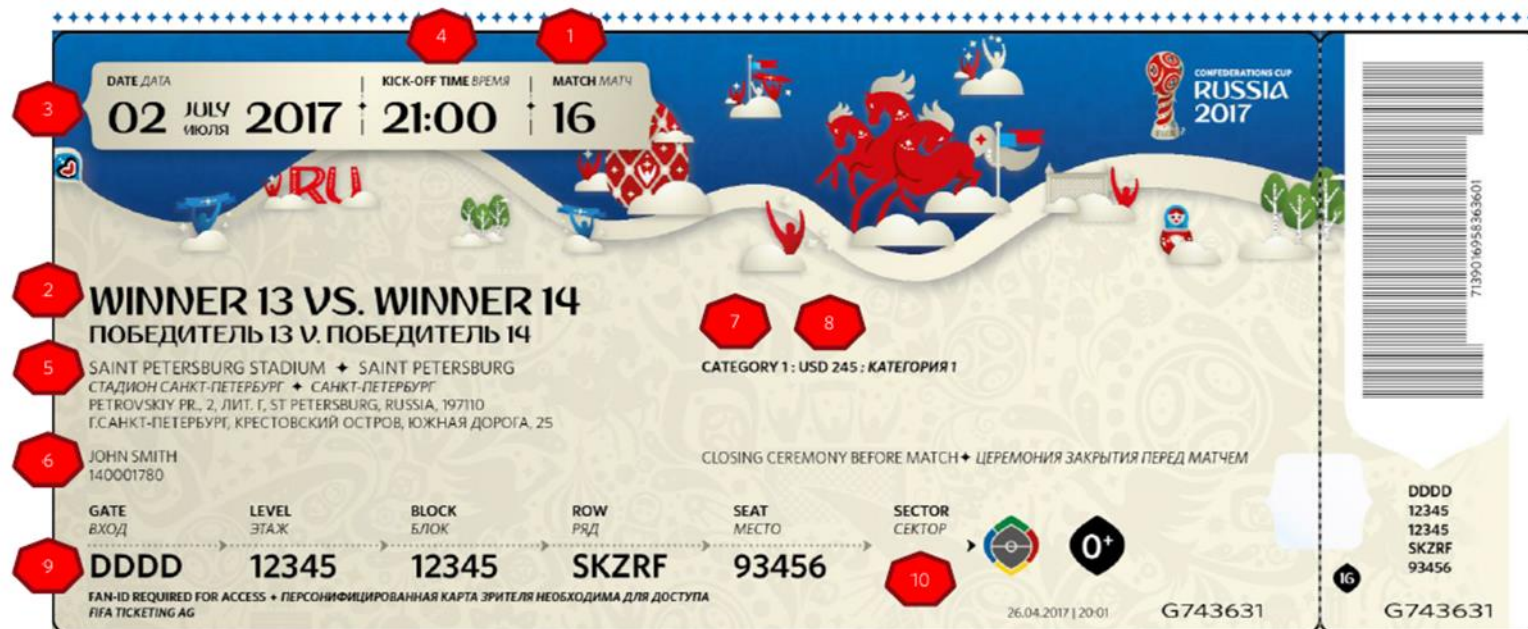 4
1
DATE ДАТА
KICK-OFF TIME ВРЕМЯ
MATCH МАТЧ
3
02 JULY ИЮЛЯ 2017
21:00
16
CONFEDERATIONS CUP
RUSSIA
2017
RU
7139016958363601
2
WINNER 13 VS. WINNER 14
ПОБЕДИТЕЛЬ 13 V. ПОБЕДИТЕЛЬ 14
7
8
5
SAINT PETERSBURG STADIUM ✦ SAINT PETERSBURG
СТАДИОН САНКТ-ПЕТЕРБУРГ ✦ САНКТ-ПЕТЕРБУРГ
PETROVSKIY PR., 2, ЛИТ. Г, ST PETERSBURG, RUSSIA, 197110
Г.САНКТ-ПЕТЕРБУРГ, КРЕСТОВСКИЙ ОСТРОВ, ЮЖНАЯ ДОРОГА, 25
CATEGORY 1 : USD 245 : КАТЕГОРИЯ 1
6
JOHN SMITH
140001780
CLOSING CEREMONY BEFORE MATCH ✦ ЦЕРЕМОНИЯ ЗАКРЫТИЯ ПЕРЕД МАТЧЕМ
GATE LEVEL BLOCK ROW SEAT SECTOR
ВХОД ЭТАЖ БЛОК РЯД МЕСТО СЕКТОР
9
DDDD 12345 12345 SKZRF 93456
10
0+
FAN-ID REQUIRED FOR ACCESS ✦ ПЕРСОНИФИЦИРОВАННАЯ КАРТА ЗРИТЕЛЯ НЕОБХОДИМА ДЛЯ ДОСТУПА
FIFA TICKETING AG
26.04.2017 | 20:01
G743631
DDDD
12345
12345
SKZRF
93456
16
G743631